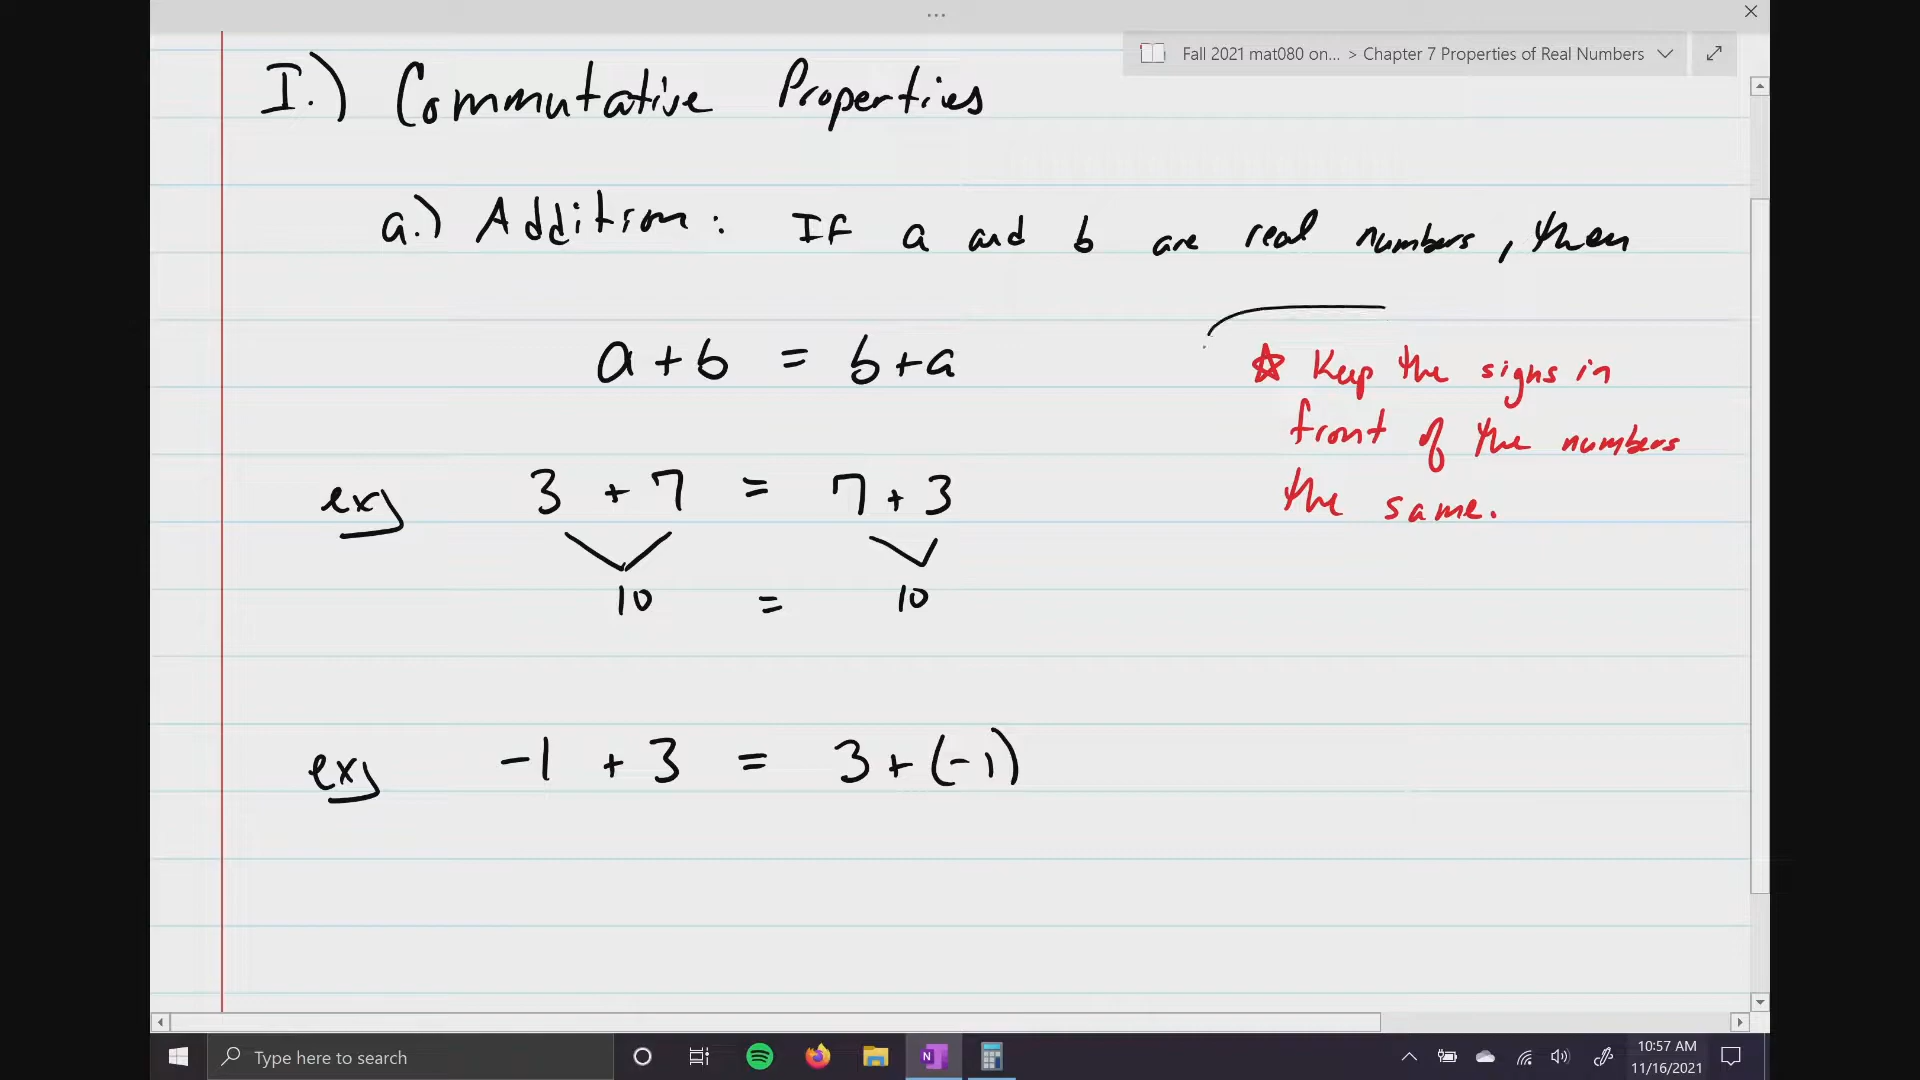 Fall 2021 mat080 on... > Chapter 7 Properties of Real Numbers
I.) Commutative Properties
a.) Addition: If a and b are real numbers, then
a + b = b + a
☆ Keep the signs in
front of the numbers
the same.
ex) 3 + 7 = 7 + 3
10 = 10
ex) -1 + 3 = 3 + (-1)
Type here to search
10:57 AM
11/16/2021